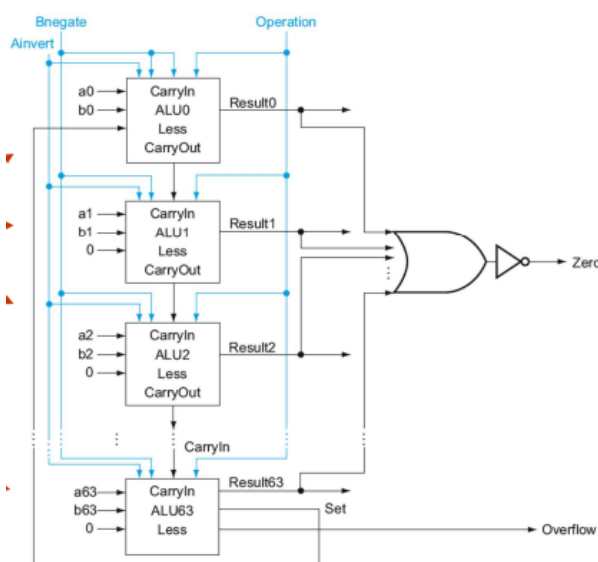 Bnegate
Operation
Ainvert
a0
b0
CarryIn
ALU0
Less
CarryOut
Result0
a1
b1
0
CarryIn
ALU1
Less
CarryOut
Result1
Zero
a2
b2
0
CarryIn
ALU2
Less
CarryOut
Result2
CarryIn
a63
b63
0
CarryIn
ALU63
Less
Result63
Set
Overflow